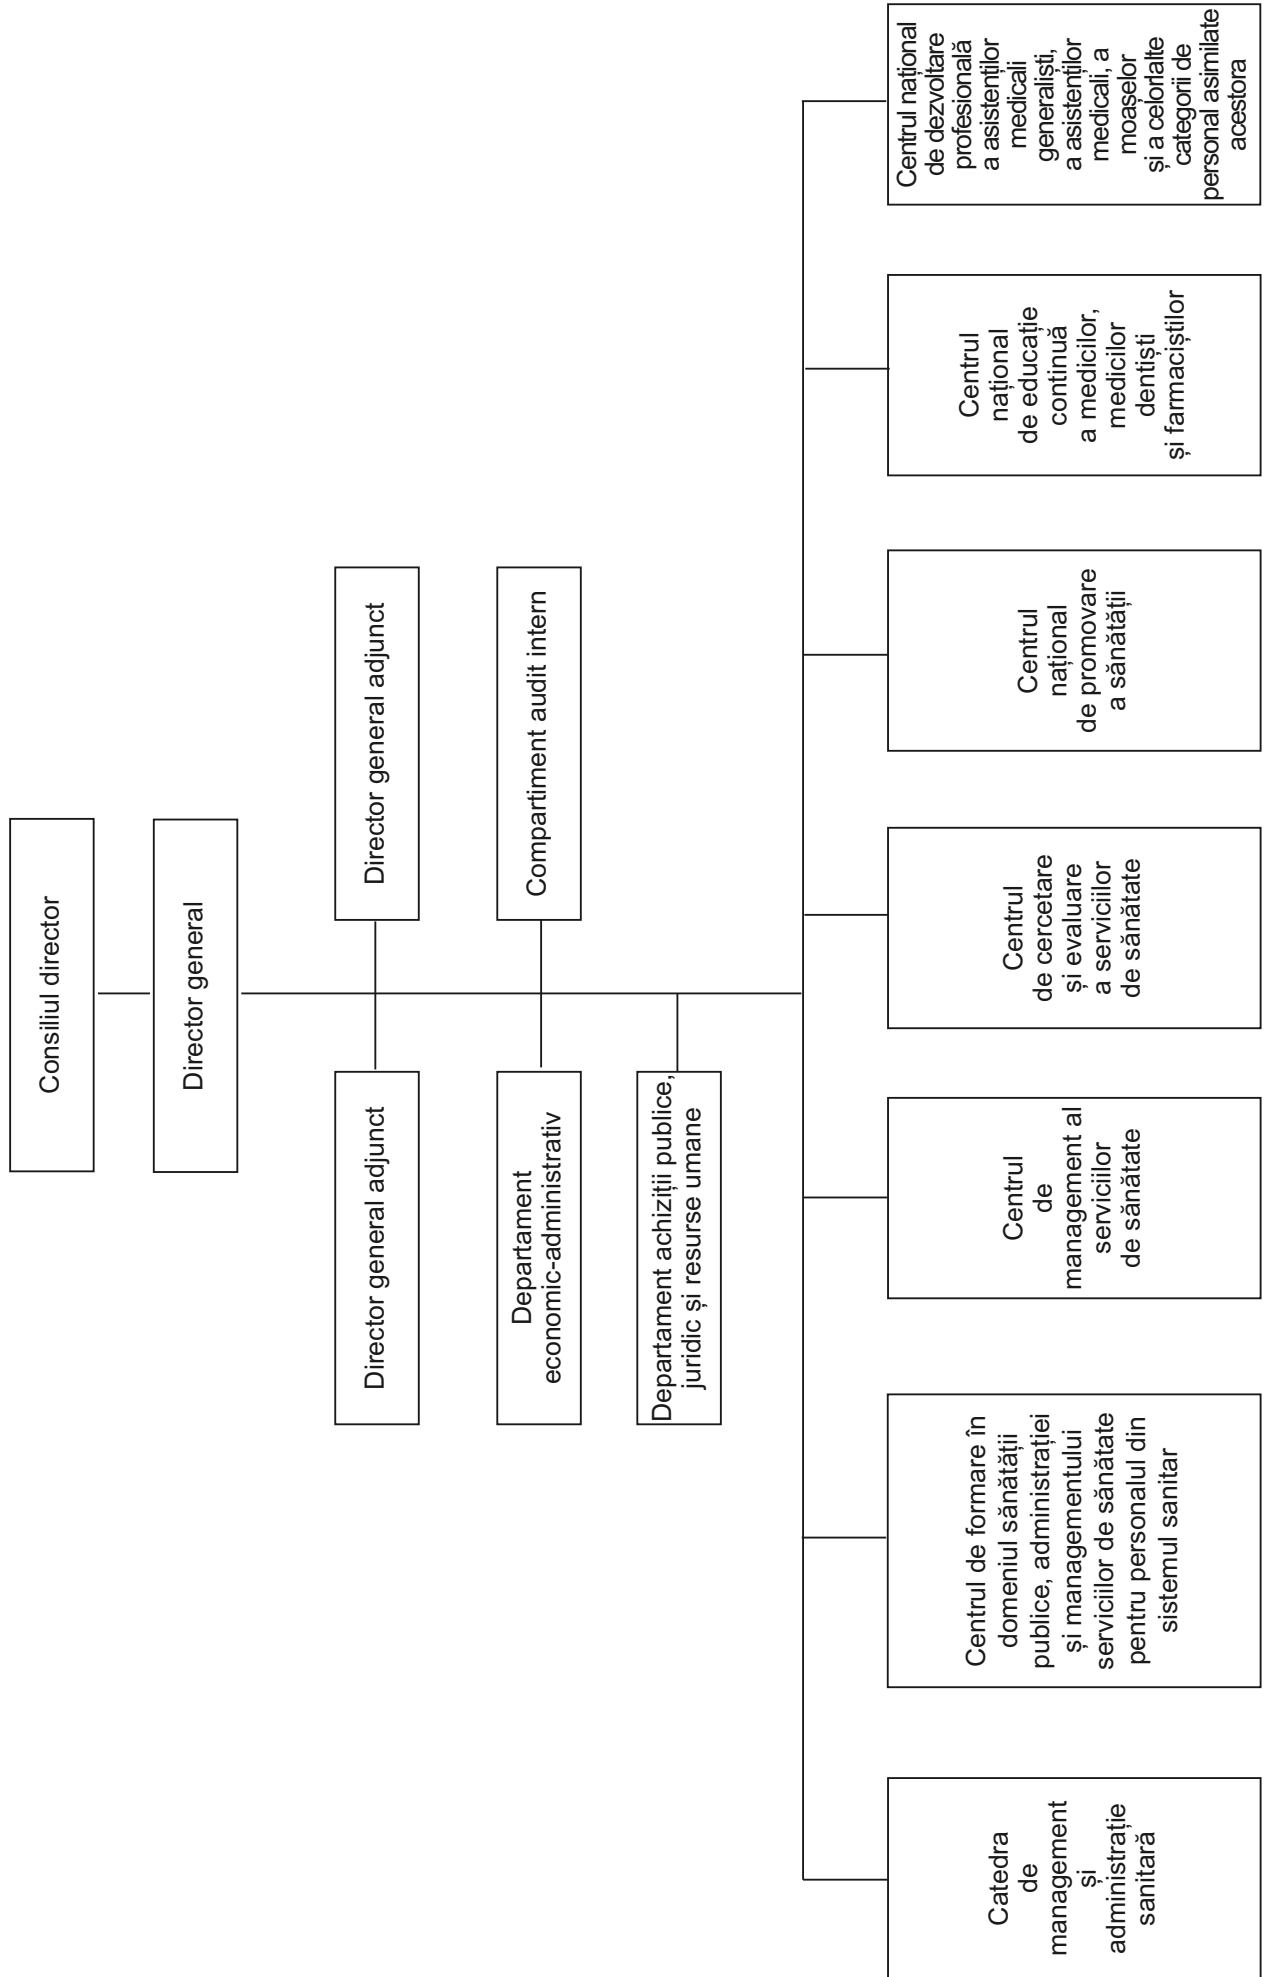 Consiliul director
Director general
Director general adjunct
Director general adjunct
Departament
economic-administrativ
Compartiment audit intern
Departament achiziții publice,
juridic și resurse umane
Catedra
de
management
și
administrație
sanitară
Centrul de formare în
domeniul sănătății
publice, administrației
și managementului
serviciilor de sănătate
pentru personalul din
sistemul sanitar
Centrul
de
management al
serviciilor
de sănătate
Centrul
de cercetare
și evaluare
a serviciilor
de sănătate
Centrul
național
de promovare
a sănătății
Centrul
național
de educație
continuă
a medicilor,
medicilor
dentiști
și farmaciștilor
Centrul național
de dezvoltare
profesională
a asistenților
medicali
generaliști,
a asistenților
medicali, a
moașelor
și a celorlalte
categorii de
personal asimilate
acestora